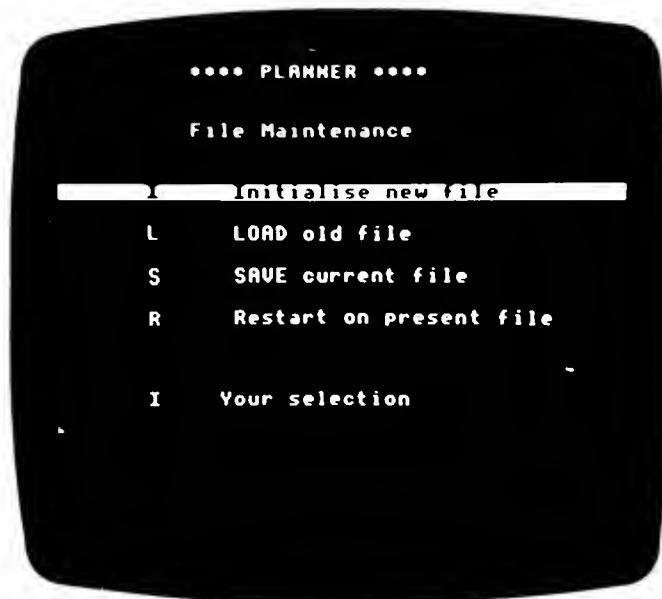 **** PLANNER ****
File Maintenance
I Initialise new file
L LOAD old file
S SAVE current file
R Restart on present file
I Your selection